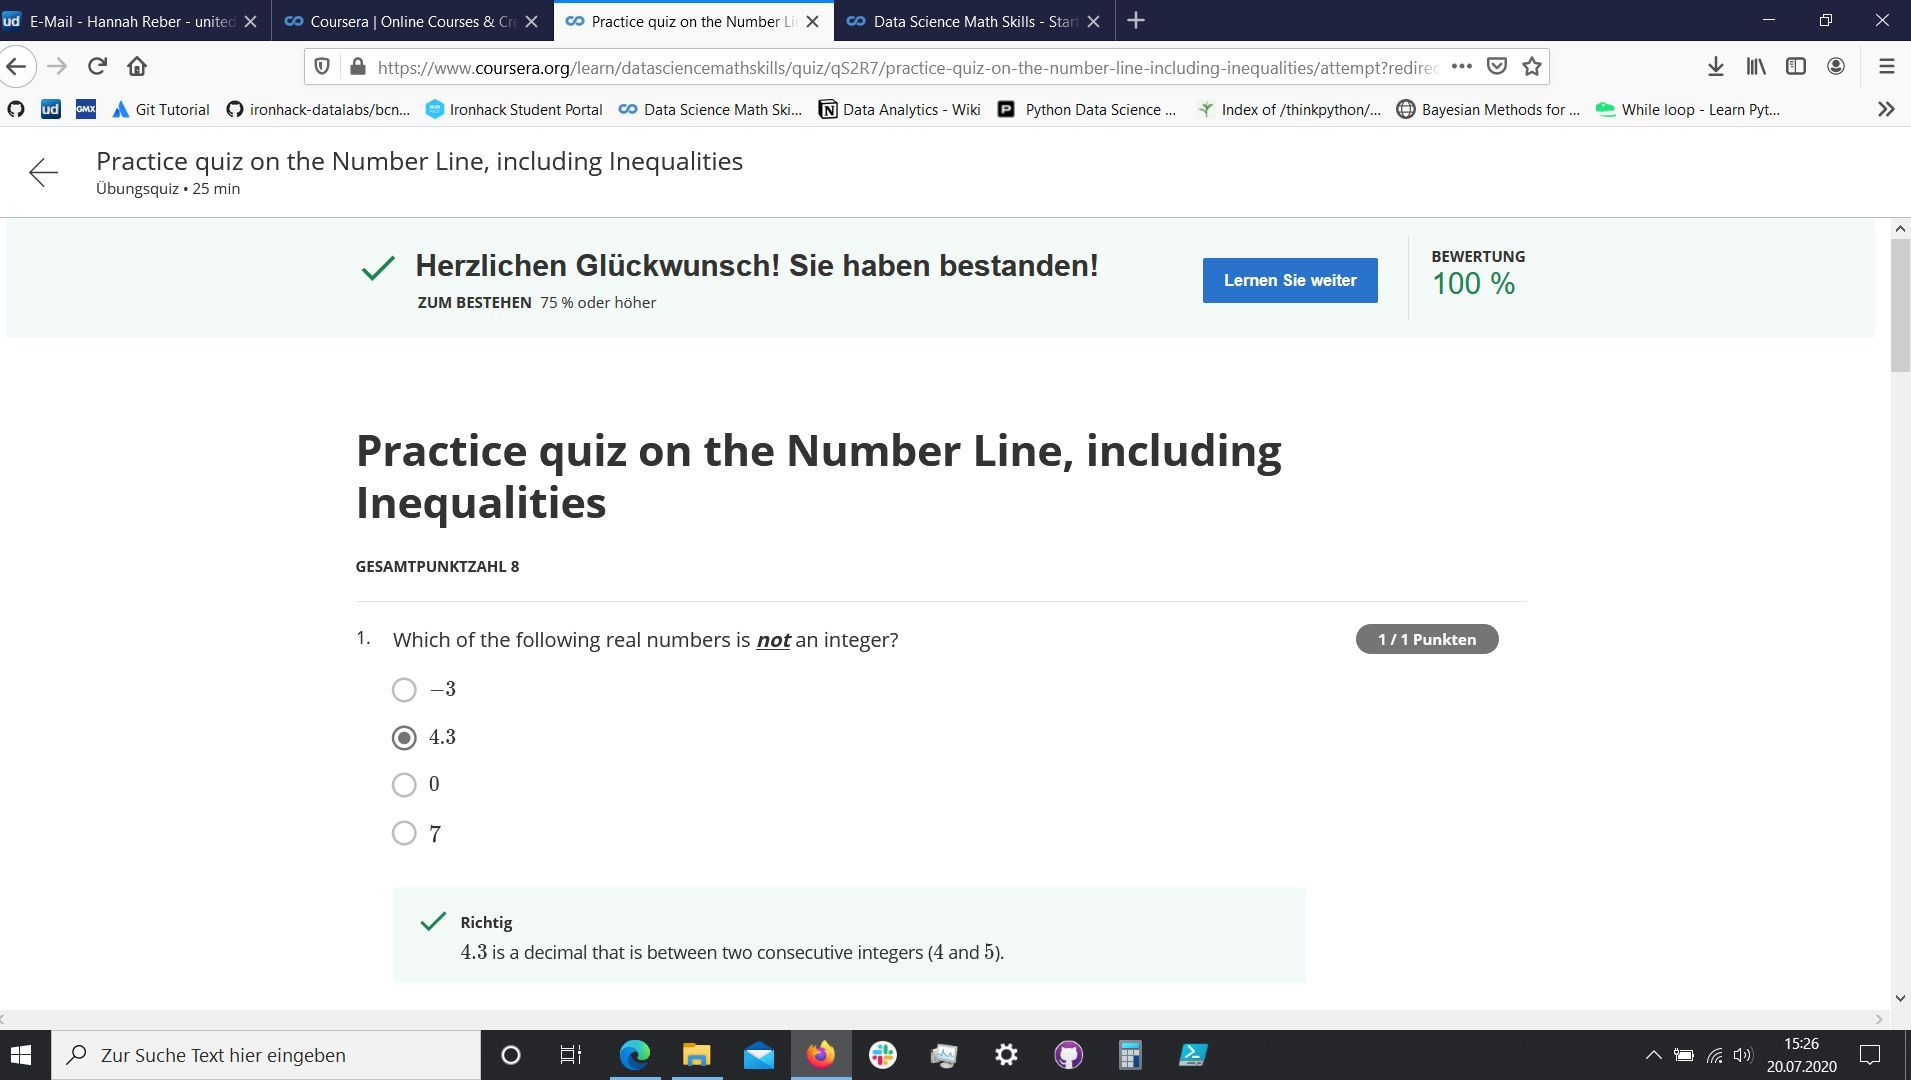 ud E-Mail - Hannah Reber - united
Coursera | Online Courses & Cre
Practice quiz on the Number Lin
Data Science Math Skills - Start
https://www.coursera.org/learn/datasciencemathskills/quiz/qS2R7/practice-quiz-on-the-number-line-including-inequalities/attempt?redirec
ud GMX Git Tutorial ironhack-datalabs/bcn... Ironhack Student Portal Data Science Math Ski... Data Analytics - Wiki Python Data Science ... Index of /thinkpython/... Bayesian Methods for ... While loop - Learn Pyt...
Practice quiz on the Number Line, including Inequalities
Übungsquiz • 25 min
Herzlichen Glückwunsch! Sie haben bestanden!
ZUM BESTEHEN 75 % oder höher
Lernen Sie weiter
BEWERTUNG
100 %
Practice quiz on the Number Line, including
Inequalities
GESAMTPUNKTZAHL 8
1. Which of the following real numbers is not an integer?
1 / 1 Punkten
−3
4.3
0
7
Richtig
4.3 is a decimal that is between two consecutive integers (4 and 5).
Zur Suche Text hier eingeben
15:26
20.07.2020